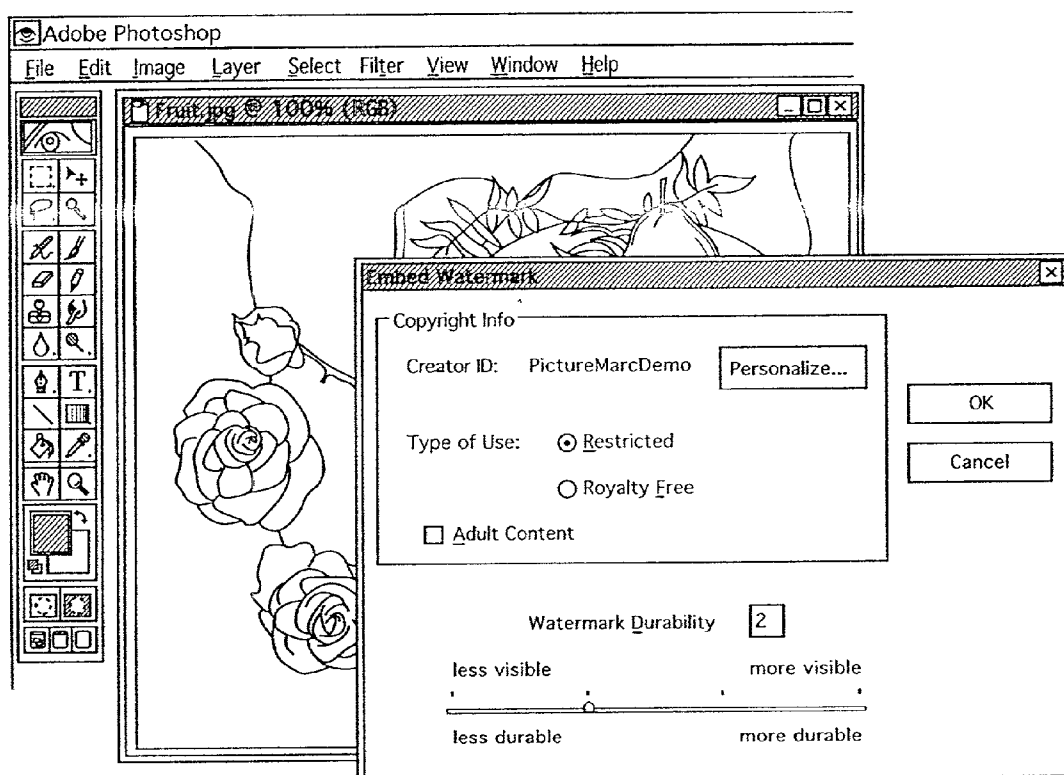 Adobe Photoshop
File Edit Image Layer Select Filter View Window Help
Fruit.jpg @ 100% (RGB)
T
Embed Watermark
Copyright Info
Creator ID: PictureMarcDemo Personalize...
OK
Type of Use: Restricted
Cancel
Royalty Free
Adult Content
Watermark Durability 2
less visible more visible
less durable more durable